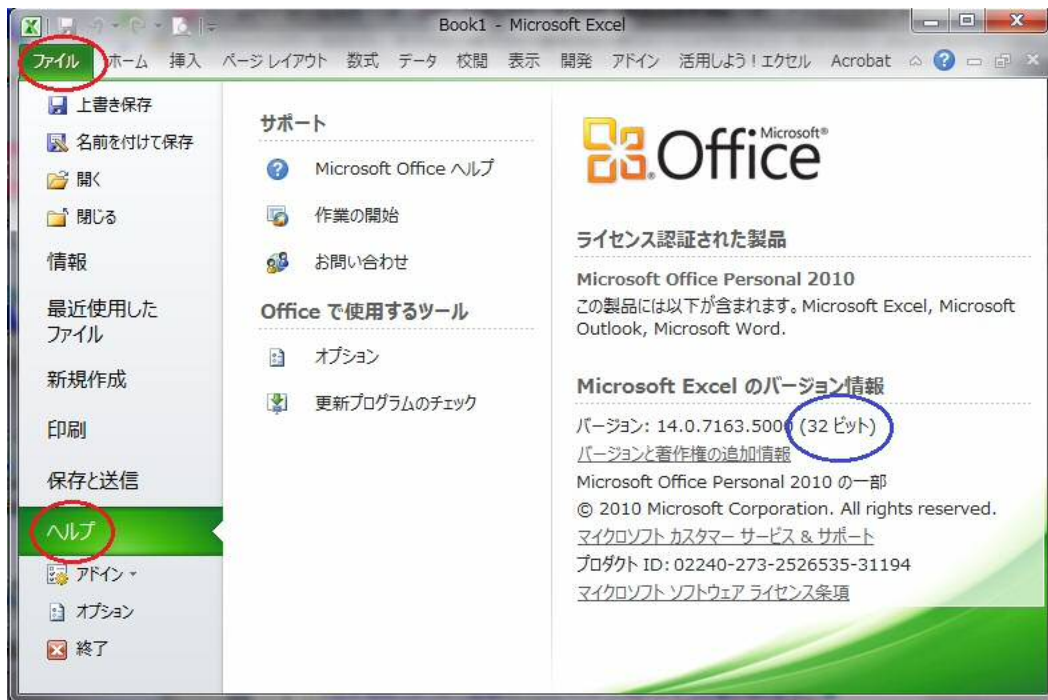 Book1 - Microsoft Excel
ファイル ホーム 挿入 ページ レイアウト 数式 データ 校閲 表示 開発 アドイン 活用しよう！エクセル Acrobat
上書き保存
名前を付けて保存
開く
閉じる
情報
最近使用した
ファイル
新規作成
印刷
保存と送信
ヘルプ
アドイン
オプション
終了
サポート
Microsoft Office ヘルプ
作業の開始
お問い合わせ
Office で使用するツール
オプション
更新プログラムのチェック
Microsoft®
Office
ライセンス認証された製品
Microsoft Office Personal 2010
この製品には以下が含まれます。Microsoft Excel, Microsoft
Outlook, Microsoft Word.
Microsoft Excel のバージョン情報
バージョン: 14.0.7163.5000 (32 ビット)
バージョンと著作権の追加情報
Microsoft Office Personal 2010 の一部
© 2010 Microsoft Corporation. All rights reserved.
マイクロソフト カスタマー サービス & サポート
プロダクト ID: 02240-273-2526535-31194
マイクロソフト ソフトウェア ライセンス条項